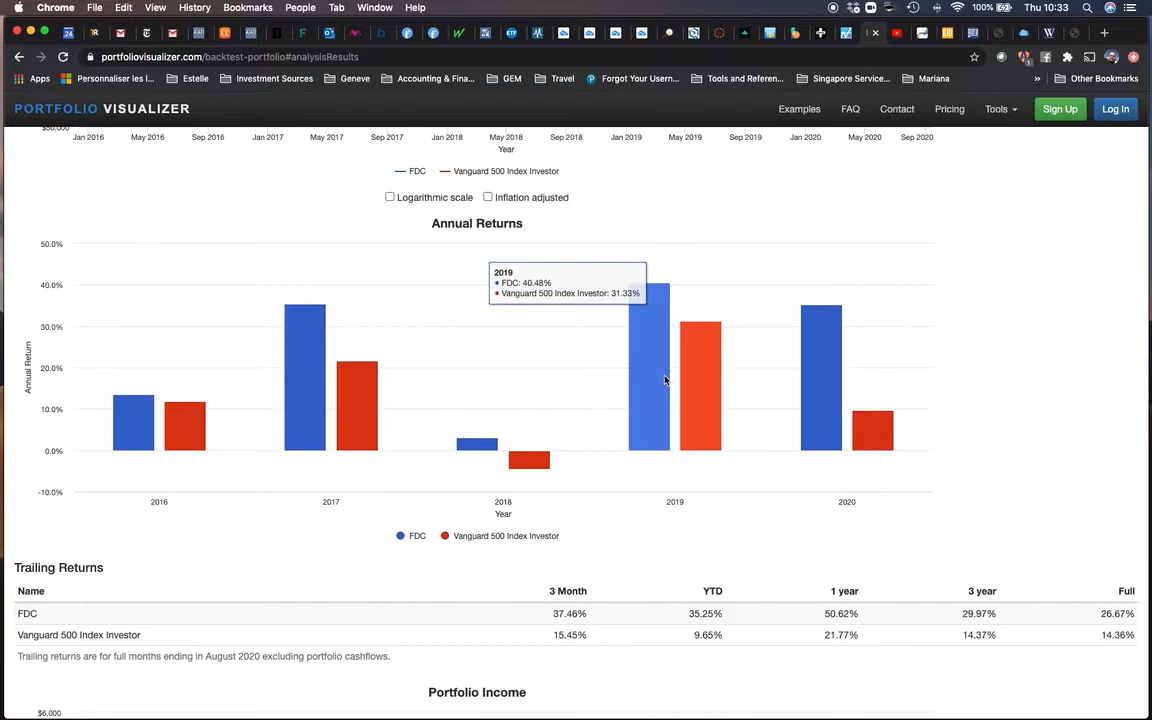 Chrome File Edit View History Bookmarks People Tab Window Help 100% Thu 10:33
portfoliovisualizer.com/backtest-portfolio#analysisResults
Apps Personnaliser les l... Estelle Investment Sources Geneve Accounting & Fina... GEM Travel Forgot Your Usern... Tools and Referen... Singapore Service... Mariana » Other Bookmarks
PORTFOLIO VISUALIZER Examples FAQ Contact Pricing Tools Sign Up Log In
$50,000
Jan 2016 May 2016 Sep 2016 Jan 2017 May 2017 Sep 2017 Jan 2018 May 2018 Sep 2018 Jan 2019 May 2019 Sep 2019 Jan 2020 May 2020 Sep 2020
Year
FDC Vanguard 500 Index Investor
Logarithmic scale Inflation adjusted
Annual Returns
50.0%
2019
FDC: 40.48%
Vanguard 500 Index Investor: 31.33%
40.0%
30.0%
Annual Return
20.0%
10.0%
0.0%
-10.0%
2016 2017 2018 2019 2020
Year
FDC Vanguard 500 Index Investor
Trailing Returns
Name 3 Month YTD 1 year 3 year Full
FDC 37.46% 35.25% 50.62% 29.97% 26.67%
Vanguard 500 Index Investor 15.45% 9.65% 21.77% 14.37% 14.36%
Trailing returns are for full months ending in August 2020 excluding portfolio cashflows.
Portfolio Income
$6,000